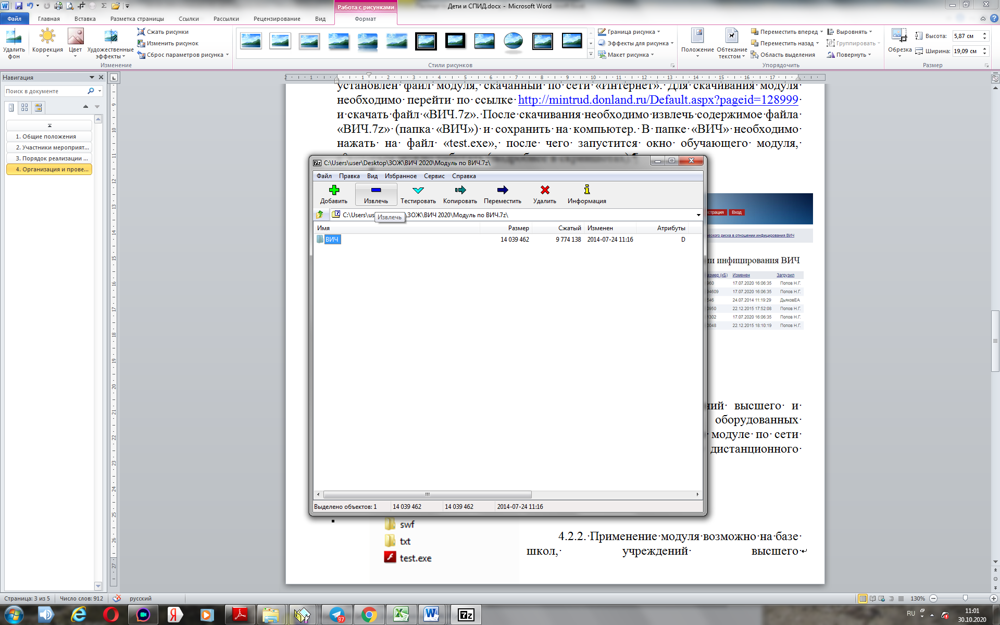 Дети и СПИД.docx - Microsoft Word
Работа с рисунками
Файл Главная Вставка Разметка страницы Ссылки Рассылки Рецензирование Вид Формат
Удалить фон
Коррекция
Цвет
Художественные эффекты
Сжать рисунки
Изменить рисунок
Сброс параметров рисунка
Изменение
Стили рисунков
Граница рисунка
Эффекты для рисунка
Макет рисунка
Положение
Обтекание текстом
Переместить вперед
Переместить назад
Область выделения
Выровнять
Группировать
Повернуть
Упорядочить
Обрезка
Высота: 5,87 см
Ширина: 19,09 см
Размер
Навигация
Поиск в документе
1. Общие положения
2. Участники мероприят...
3. Порядок реализации ...
4. Организация и прове...
установлен файл модуля, скачанный по сети «Интернет». Для скачивания модуля
необходимо перейти по ссылке http://mintrud.donland.ru/Default.aspx?pageid=128999
и скачать файл «ВИЧ.7z». После скачивания необходимо извлечь содержимое файла
«ВИЧ.7z» (папка «ВИЧ») и сохранить на компьютер. В папке «ВИЧ» необходимо
нажать на файл «test.exe», после чего запустится окно обучающего модуля,
C:\Users\user\Desktop\ЗОЖ\ВИЧ 2020\Модуль по ВИЧ.7z\
Файл Правка Вид Избранное Сервис Справка
Добавить Извлечь Тестировать Копировать Переместить Удалить Информация
C:\Users\us \ЗОЖ\ВИЧ 2020\Модуль по ВИЧ.7z\
Извлечь
Имя Размер Сжатый Изменен Атрибуты
ВИЧ 14 039 462 9 774 138 2014-07-24 11:16 D
Выделено объектов: 1 14 039 462 14 039 462 2014-07-24 11:16
страция Вход
еского риска в отношении инфицирования ВИЧ
ии инфицирования ВИЧ
азмер (кБ) Изменен Загрузил
960 17.07.2020 16:06:35 Попов Н.Г.
94609 17.07.2020 16:06:35 Попов Н.Г.
546 24.07.2014 11:19:29 ДьяковЕА
0950 22.12.2015 17:52:08 Попов Н.Г.
1302 17.07.2020 16:06:35 Попов Н.Г.
0048 22.12.2015 18:10:19 Попов Н.Г.
ний высшего и
оборудованных
модуле по сети
дистанционного
swf
txt
test.exe
4.2.2. Применение модуля возможно на базе
школ, учреждений высшего
Страница: 3 из 5 Число слов: 912 русский 130%
97
RU
11:01
30.10.2020